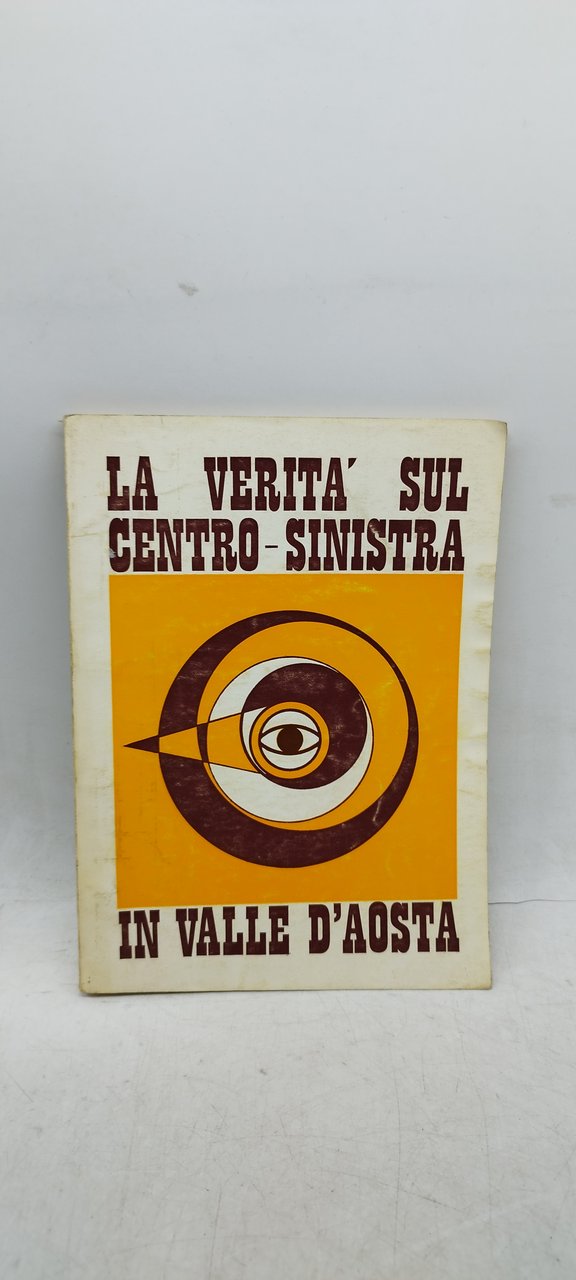 LA VERITA' SUL
CENTRO-SINISTRA
IN VALLE D'AOSTA